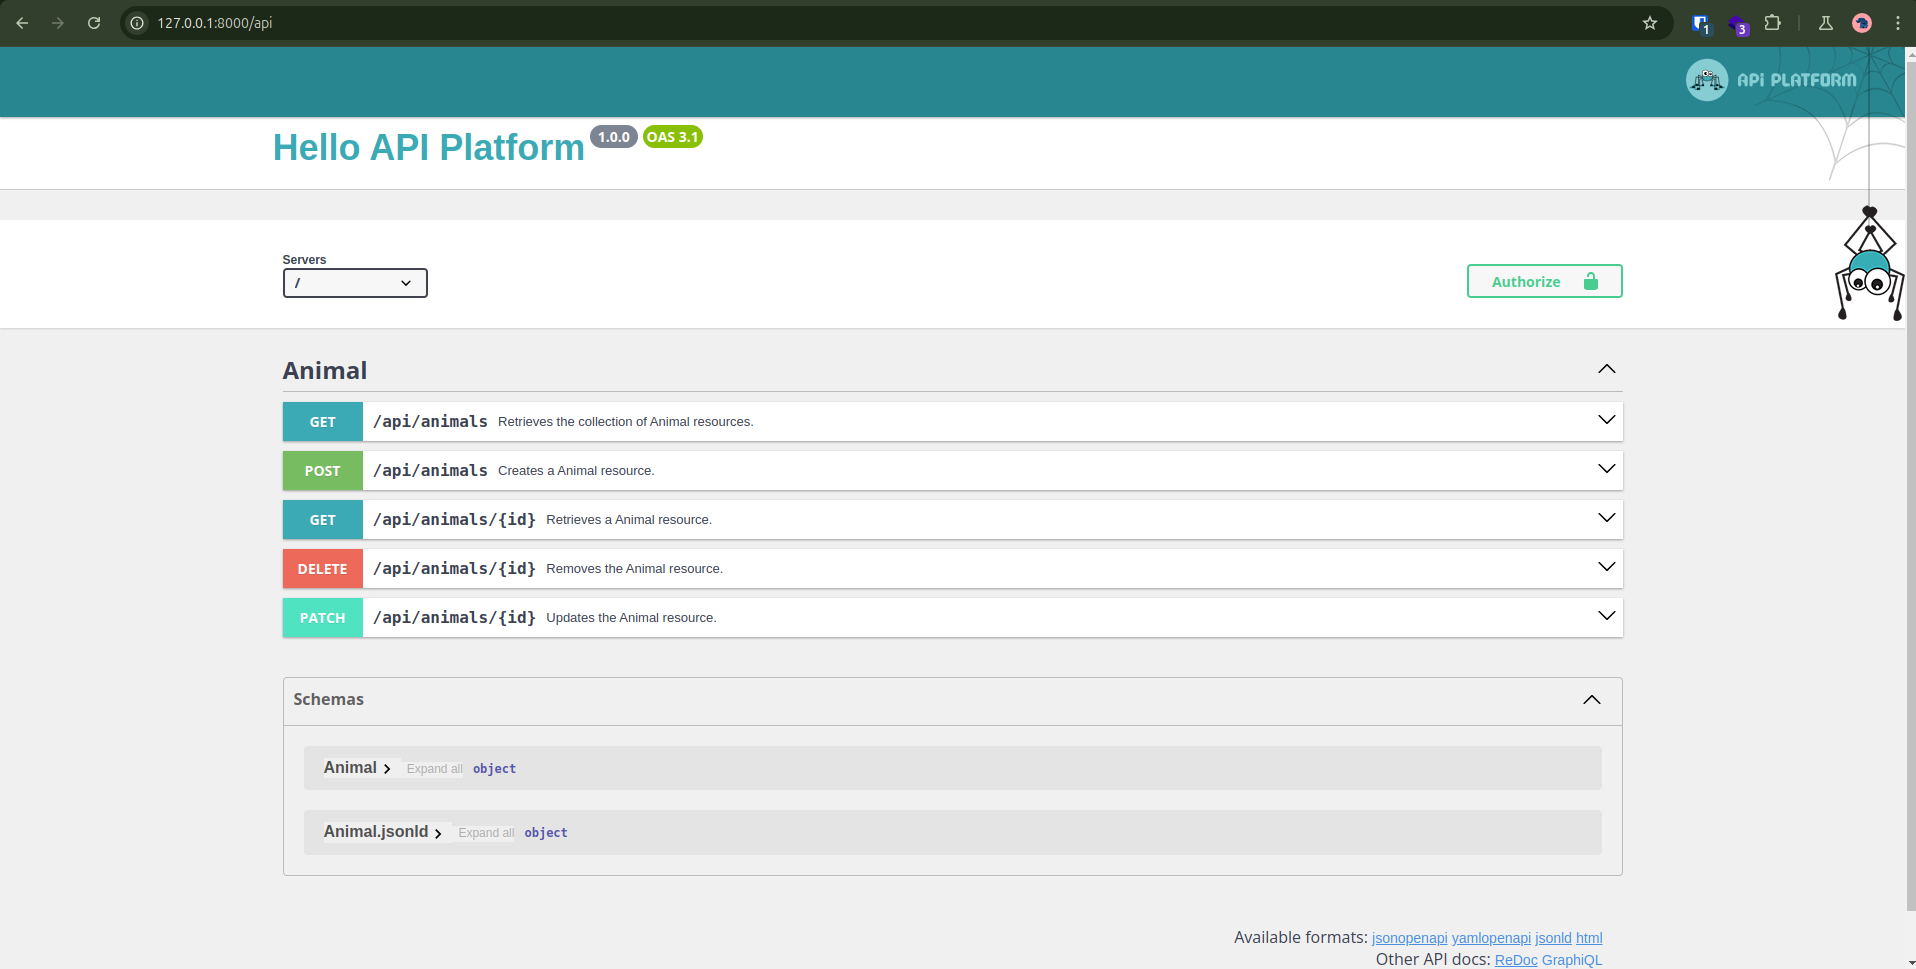 127.0.0.1:8000/api
1
3
API PLATFORM
Hello API Platform 1.0.0 OAS 3.1
Servers
/
Authorize
Animal
GET /api/animals Retrieves the collection of Animal resources.
POST /api/animals Creates a Animal resource.
GET /api/animals/{id} Retrieves a Animal resource.
DELETE /api/animals/{id} Removes the Animal resource.
PATCH /api/animals/{id} Updates the Animal resource.
Schemas
Animal Expand all object
Animal.jsonld Expand all object
Available formats: jsonopenapi yamlopenapi jsonld html
Other API docs: ReDoc GraphiQL